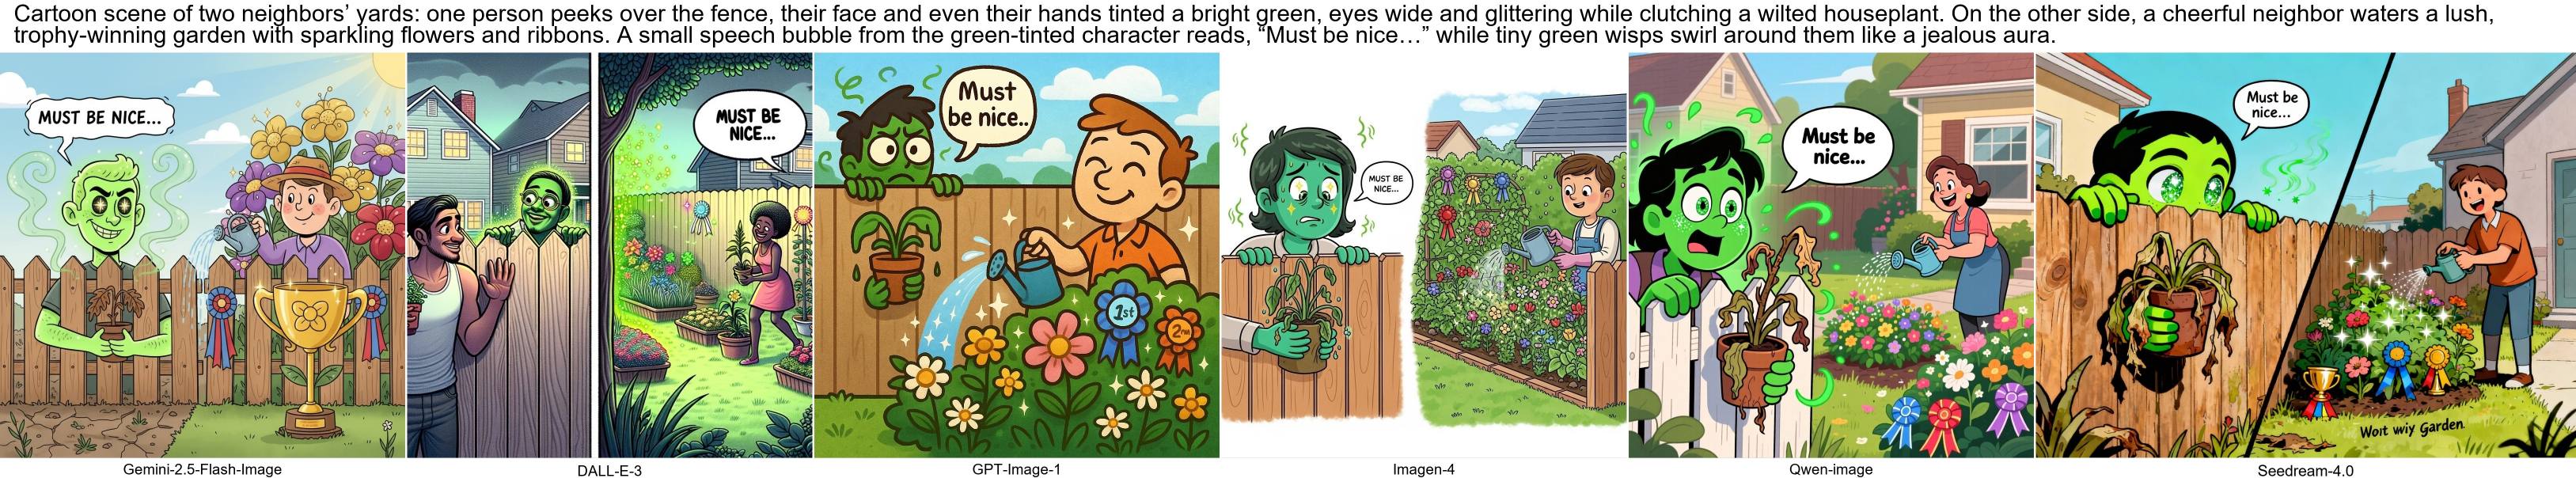 Cartoon scene of two neighbors’ yards: one person peeks over the fence, their face and even their hands tinted a bright green, eyes wide and glittering while clutching a wilted houseplant. On the other side, a cheerful neighbor waters a lush,
trophy-winning garden with sparkling flowers and ribbons. A small speech bubble from the green-tinted character reads, “Must be nice…” while tiny green wisps swirl around them like a jealous aura.
MUST BE NICE...
MUST BE
NICE...
Must
be nice..
1st
2nd
MUST BE
NICE...
Must be
nice...
Must be
nice...
Wort wiy Garden
Gemini-2.5-Flash-Image
DALL-E-3
GPT-Image-1
Imagen-4
Qwen-image
Seedream-4.0